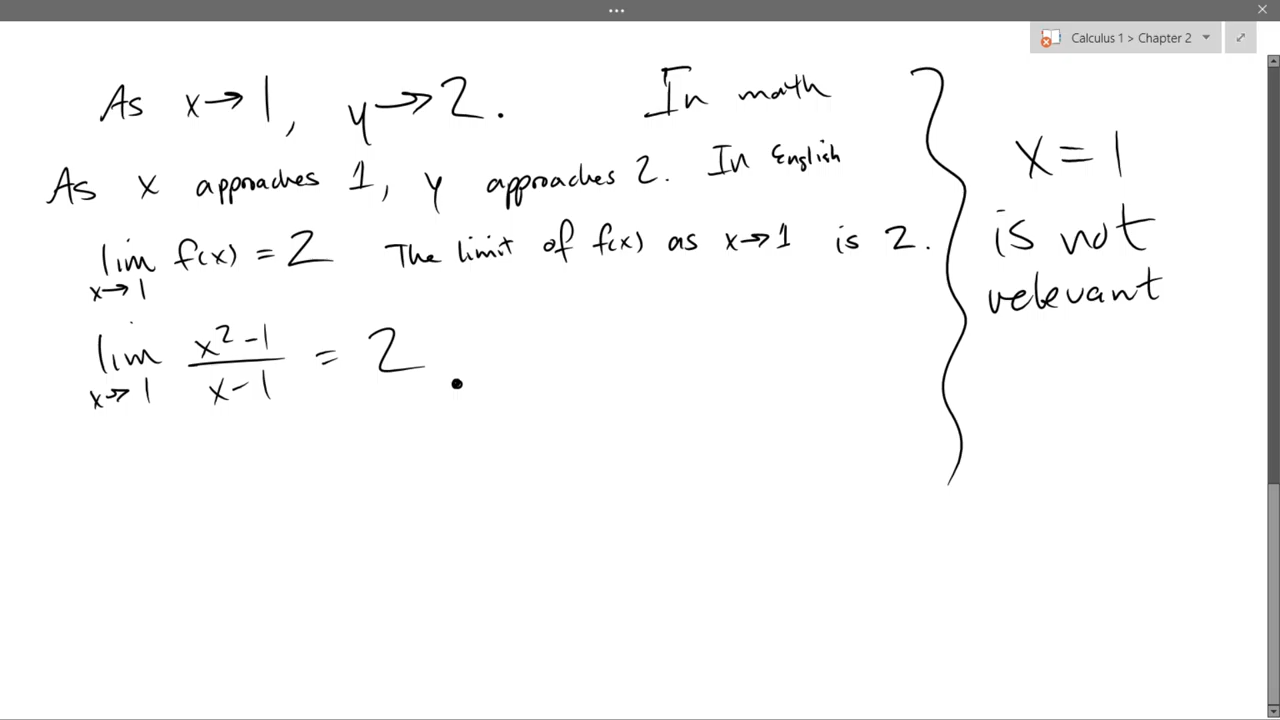 Calculus 1 > Chapter 2
As x→1, y→2. In math
As x approaches 1, y approaches 2. In English
lim f(x) = 2 The limit of f(x) as x→1 is 2.
x→1
lim x²-1 = 2
x→1 x-1
x = 1
is not
relevant